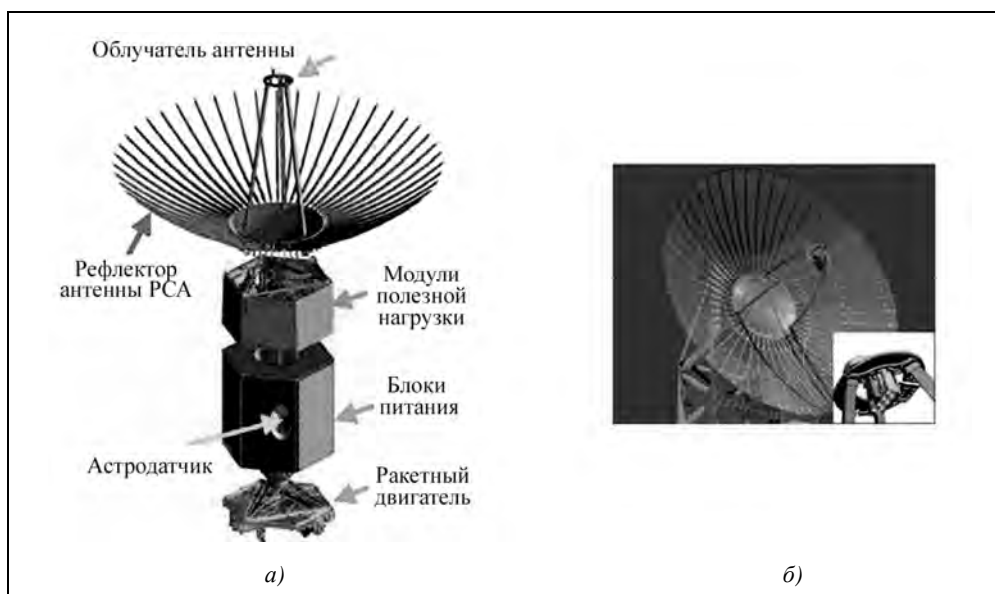 Облучатель антенны
Рефлектор
антенны РСА
Модули
полезной
нагрузки
Блоки
питания
Астродатчик
Ракетный
двигатель
а)
б)